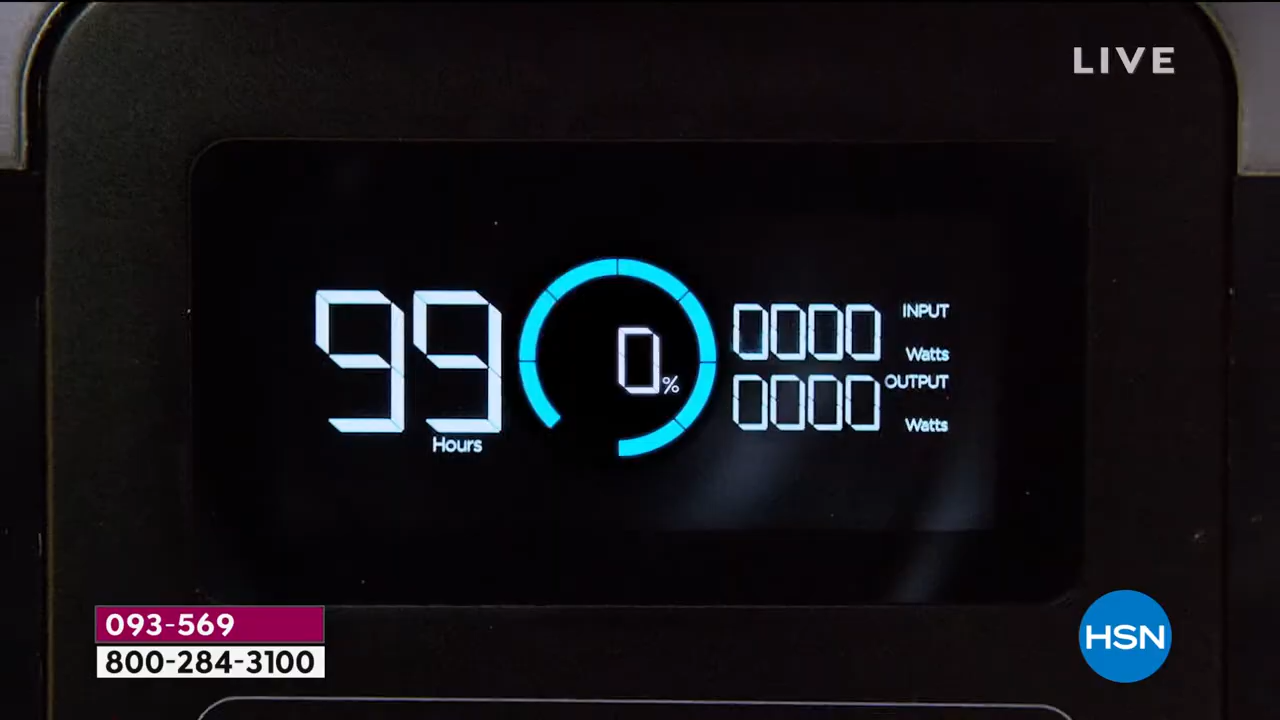 LIVE
99
Hours
0%
0000
INPUT
Watts
0000
OUTPUT
Watts
093-569
800-284-3100
HSN